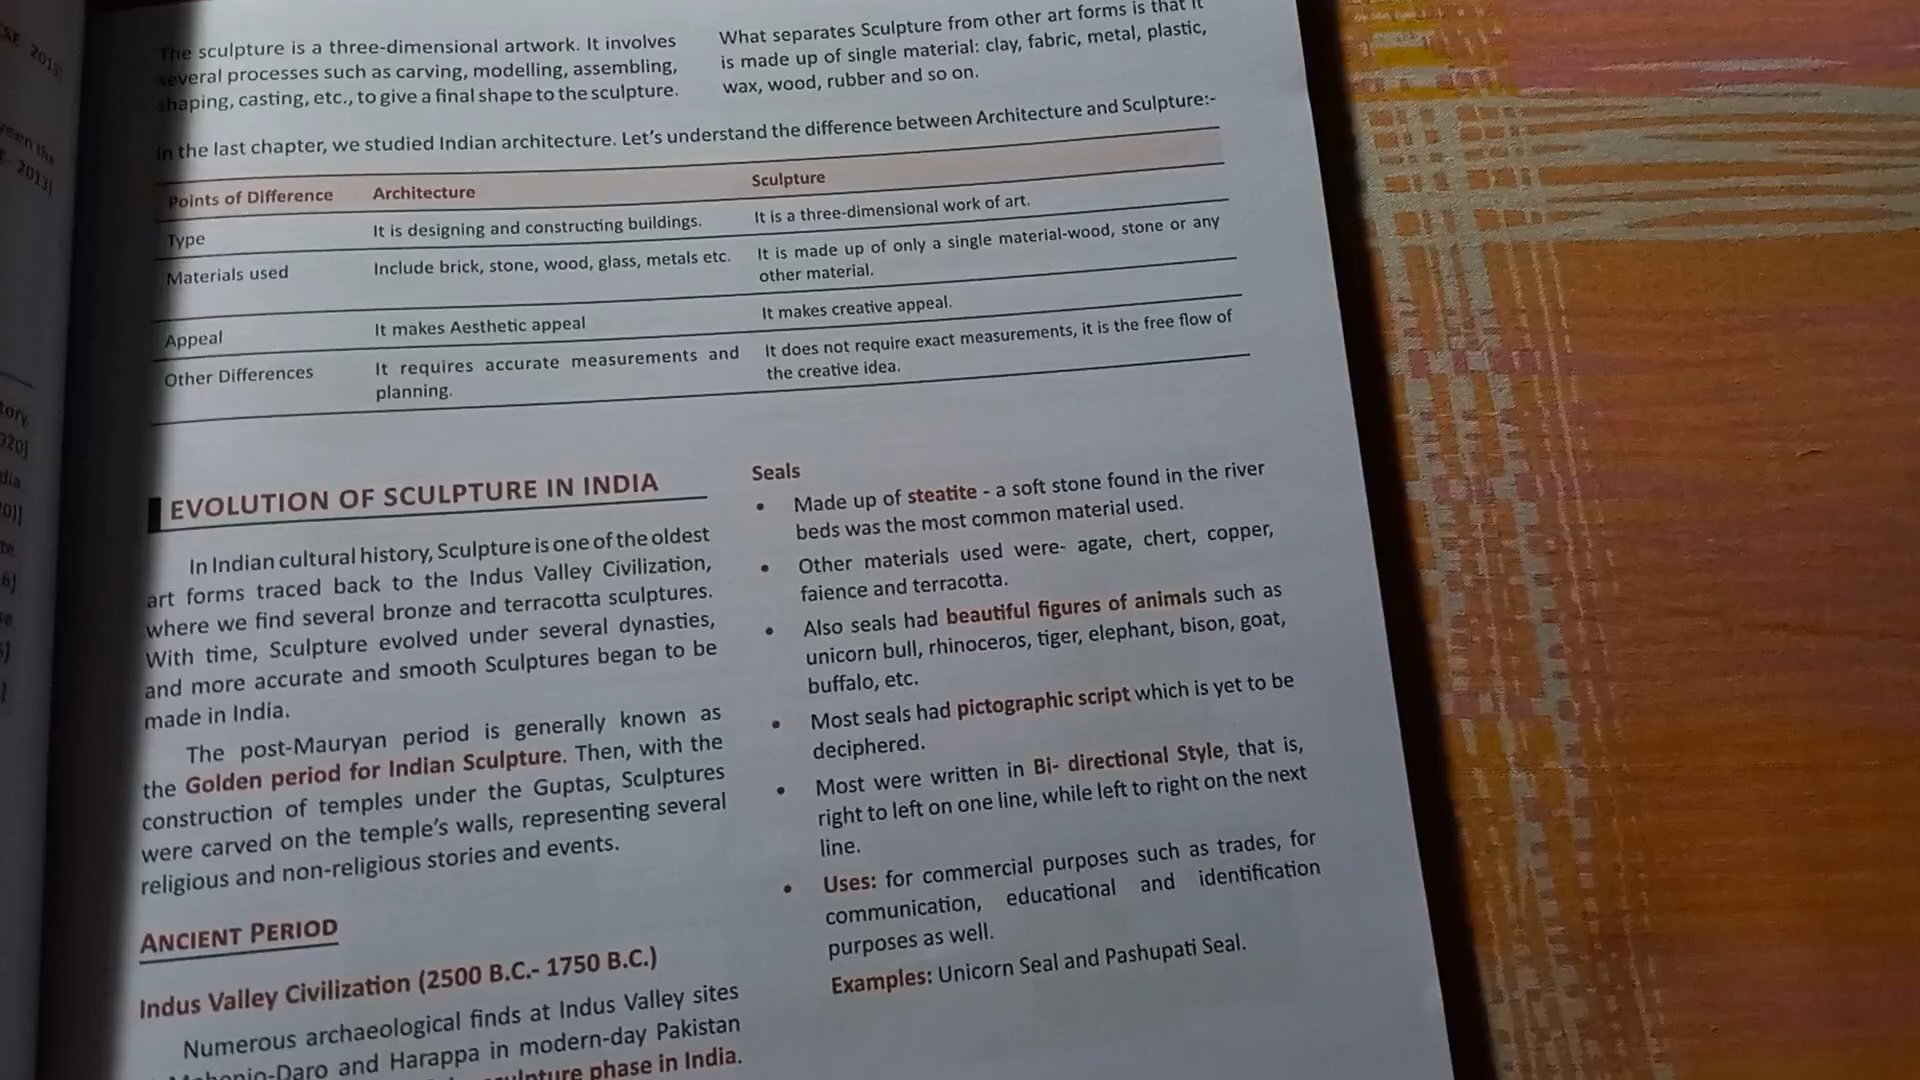 SE 2013]
ween the
E- 2013]
tory
020]
dia
0)]
te
6]
The sculpture is a three-dimensional artwork. It involves
several processes such as carving, modelling, assembling,
shaping, casting, etc., to give a final shape to the sculpture.
What separates Sculpture from other art forms is that it
is made up of single material: clay, fabric, metal, plastic,
wax, wood, rubber and so on.
In the last chapter, we studied Indian architecture. Let's understand the difference between Architecture and Sculpture:-
Points of Difference Architecture Sculpture
Type It is designing and constructing buildings. It is a three-dimensional work of art.
Materials used Include brick, stone, wood, glass, metals etc. It is made up of only a single material-wood, stone or any
other material.
Appeal It makes Aesthetic appeal It makes creative appeal.
Other Differences It requires accurate measurements and It does not require exact measurements, it is the free flow of
planning. the creative idea.
EVOLUTION OF SCULPTURE IN INDIA
In Indian cultural history, Sculpture is one of the oldest
art forms traced back to the Indus Valley Civilization,
where we find several bronze and terracotta sculptures.
With time, Sculpture evolved under several dynasties,
and more accurate and smooth Sculptures began to be
made in India.
The post-Mauryan period is generally known as
the Golden period for Indian Sculpture. Then, with the
construction of temples under the Guptas, Sculptures
were carved on the temple's walls, representing several
religious and non-religious stories and events.
ANCIENT PERIOD
Indus Valley Civilization (2500 B.C.- 1750 B.C.)
Numerous archaeological finds at Indus Valley sites
Mohenjo-Daro and Harappa in modern-day Pakistan
sculpture phase in India.
Seals
• Made up of steatite - a soft stone found in the river
beds was the most common material used.
• Other materials used were- agate, chert, copper,
faience and terracotta.
• Also seals had beautiful figures of animals such as
unicorn bull, rhinoceros, tiger, elephant, bison, goat,
buffalo, etc.
• Most seals had pictographic script which is yet to be
deciphered.
• Most were written in Bi- directional Style, that is,
right to left on one line, while left to right on the next
line.
• Uses: for commercial purposes such as trades, for
communication, educational and identification
purposes as well.
Examples: Unicorn Seal and Pashupati Seal.